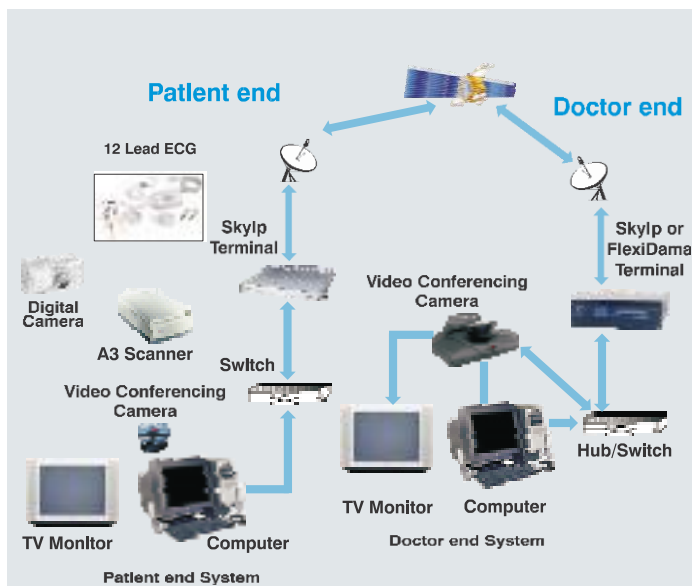 Patlent end
Doctor end
12 Lead ECG
Skylp
Terminal
Skylp or
FlexiDama
Terminal
Video Conferencing
Camera
Digital
Camera
A3 Scanner
Swltch
Video Conferencing
Camera
Hub/Switch
TV Monitor
Computer
TV Monltor
Computer
Doctor end System
Patlent end System